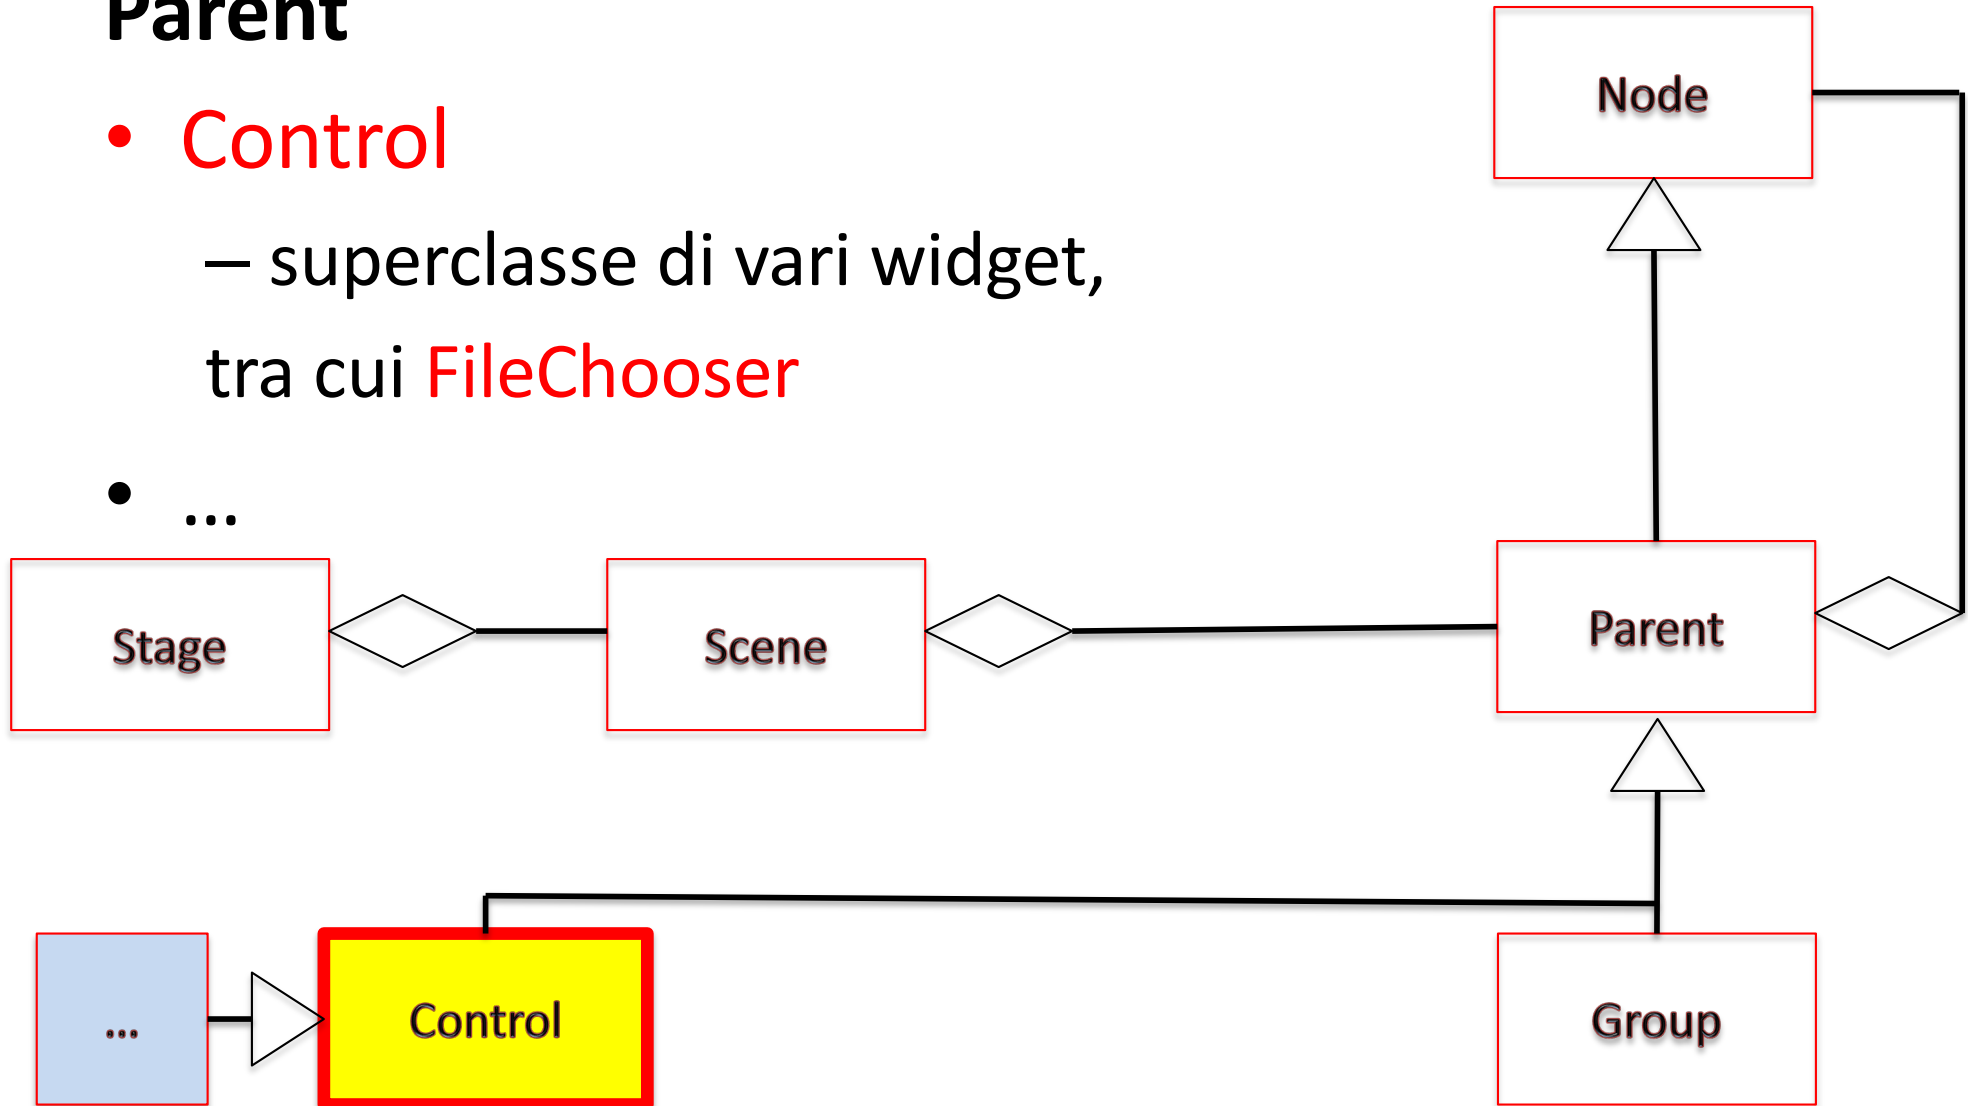 Parent
• Control
– superclasse di vari widget,
tra cui FileChooser
• ...
Node
Stage
Scene
Parent
...
Control
Group